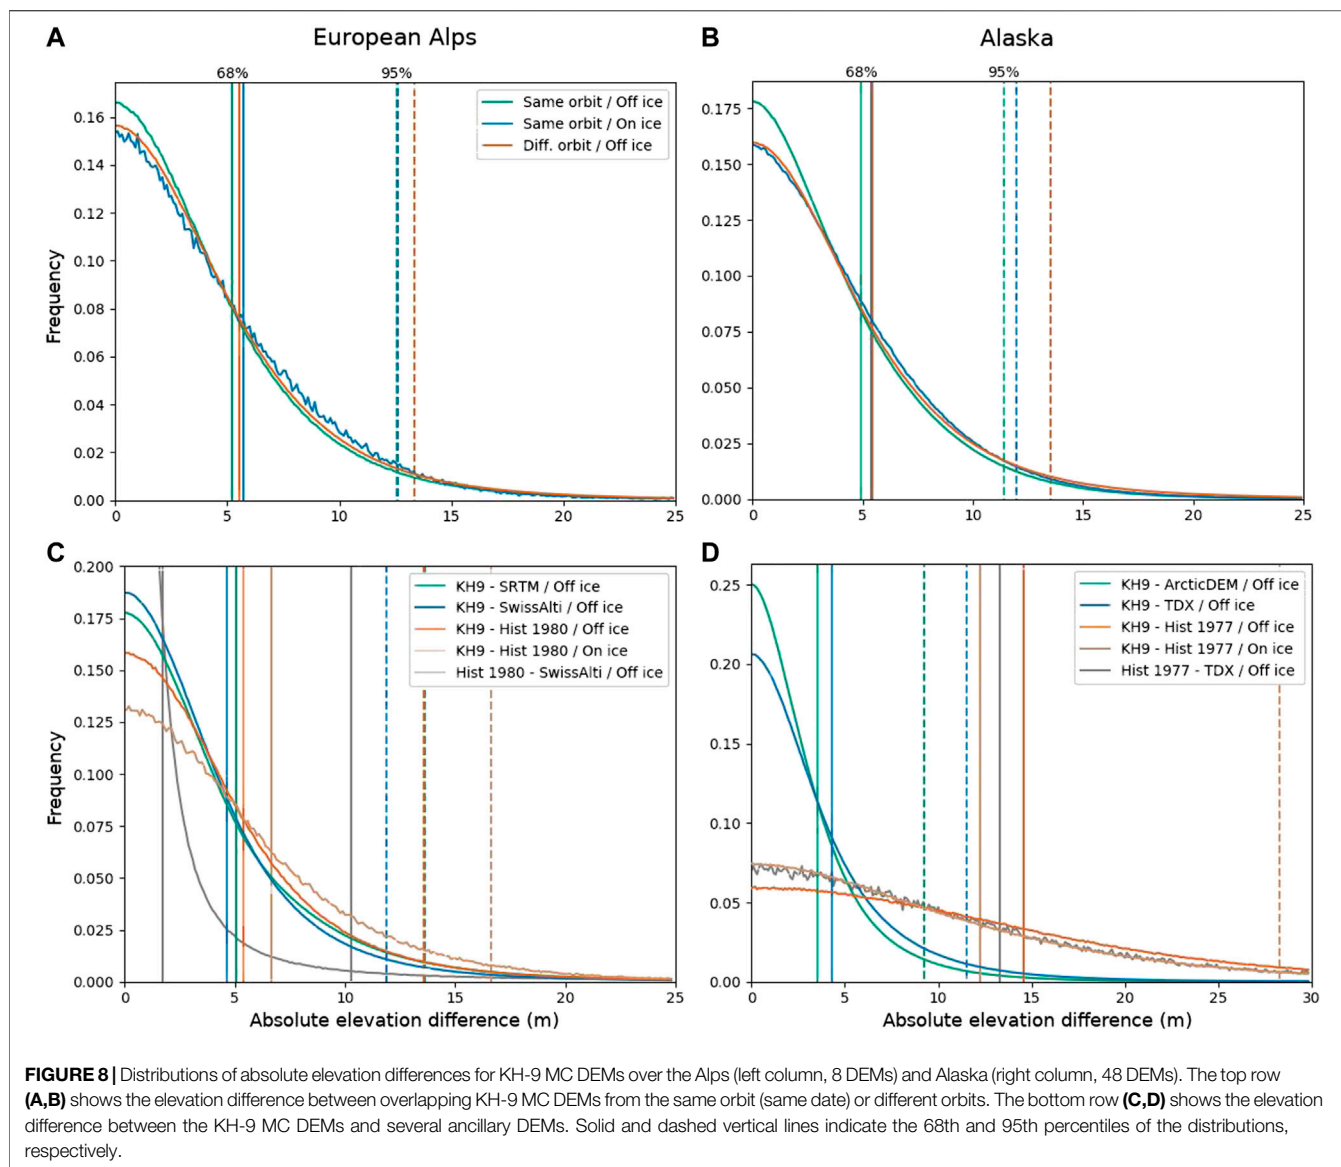 A
European Alps
B
Alaska
68%
95%
68%
95%
Same orbit / Off ice
Same orbit / On ice
Diff. orbit / Off ice
Frequency
0.16
0.14
0.12
0.10
0.08
0.06
0.04
0.02
0.00
0
5
10
15
20
25
0.175
0.150
0.125
0.100
0.075
0.050
0.025
0.000
0
5
10
15
20
25
C
KH9 - SRTM / Off ice
KH9 - SwissAlti / Off ice
KH9 - Hist 1980 / Off ice
KH9 - Hist 1980 / On ice
Hist 1980 - SwissAlti / Off ice
Frequency
0.200
0.175
0.150
0.125
0.100
0.075
0.050
0.025
0.000
0
5
10
15
20
25
Absolute elevation difference (m)
D
KH9 - ArcticDEM / Off ice
KH9 - TDX / Off ice
KH9 - Hist 1977 / Off ice
KH9 - Hist 1977 / On ice
Hist 1977 - TDX / Off ice
0.25
0.20
0.15
0.10
0.05
0.00
0
5
10
15
20
25
30
Absolute elevation difference (m)
FIGURE 8 | Distributions of absolute elevation differences for KH-9 MC DEMs over the Alps (left column, 8 DEMs) and Alaska (right column, 48 DEMs). The top row
(A,B) shows the elevation difference between overlapping KH-9 MC DEMs from the same orbit (same date) or different orbits. The bottom row (C,D) shows the elevation
difference between the KH-9 MC DEMs and several ancillary DEMs. Solid and dashed vertical lines indicate the 68th and 95th percentiles of the distributions,
respectively.